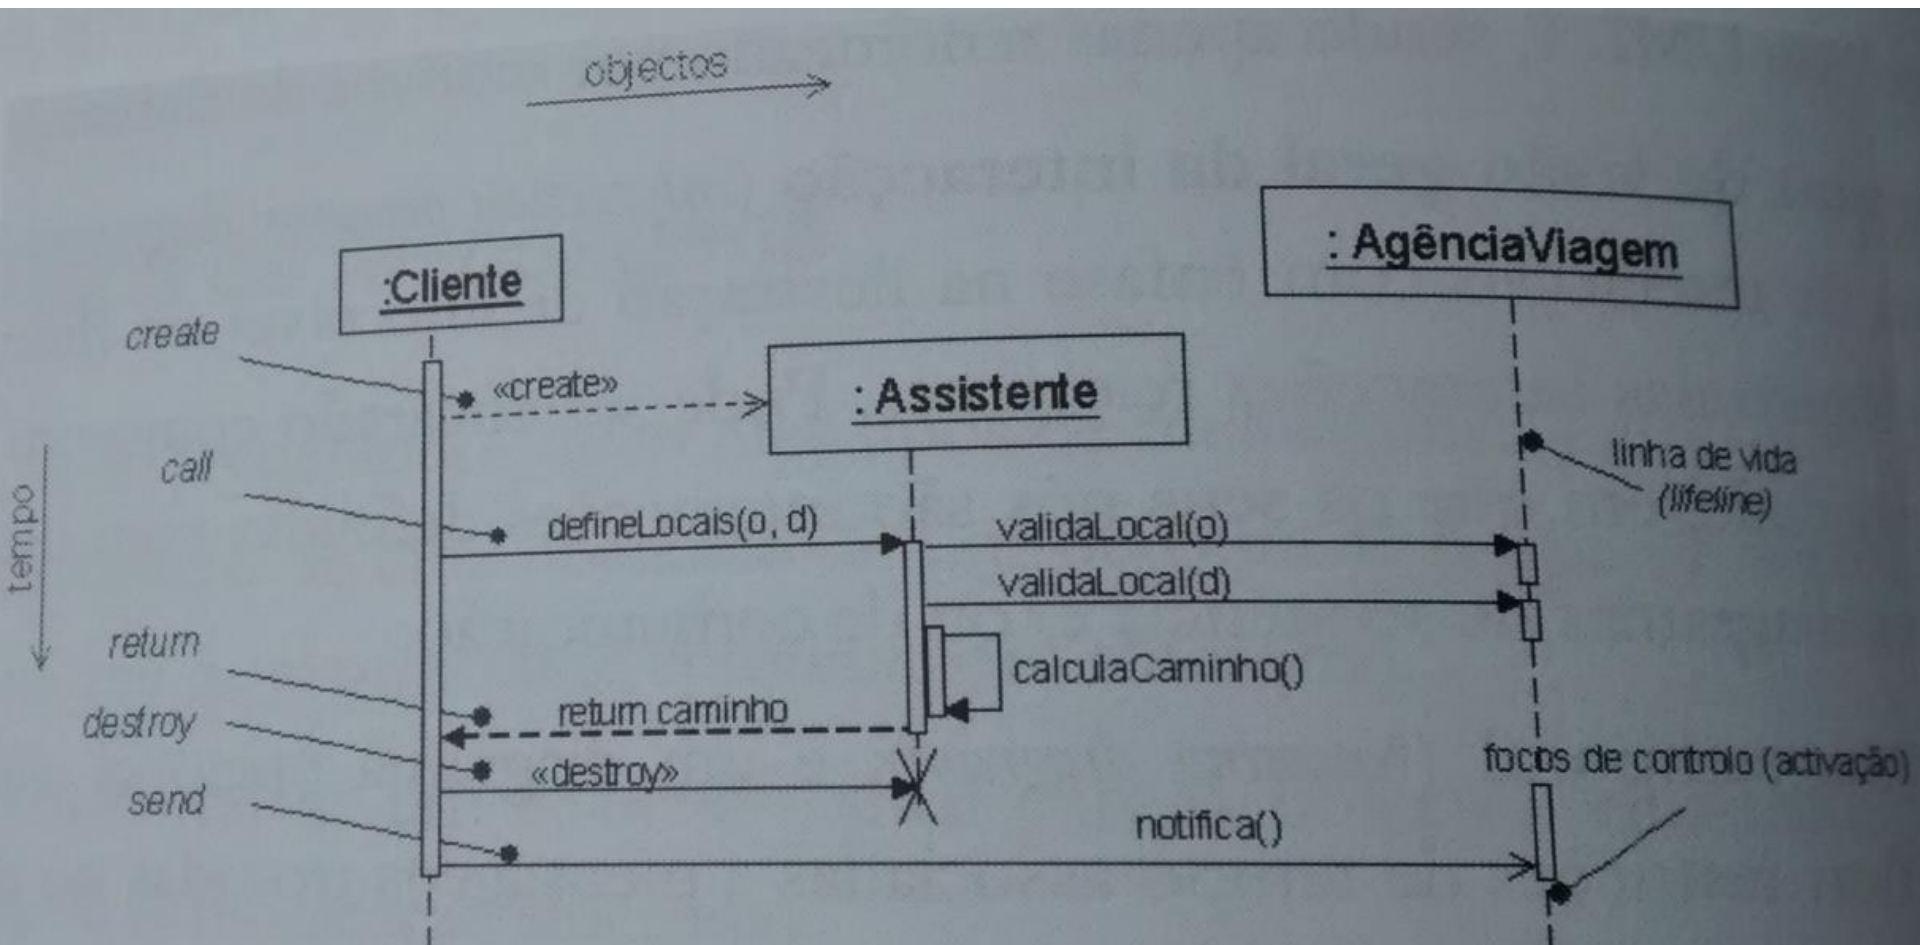 objectos
: AgênciaViagem
:Cliente
create
«create»
: Assistente
call
linha de vida
(lifeline)
tempo
defineLocais(o, d)
validaLocal(o)
validaLocal(d)
return
calculaCaminho()
return caminho
destroy
«destroy»
focos de controlo (activação)
send
notifica()